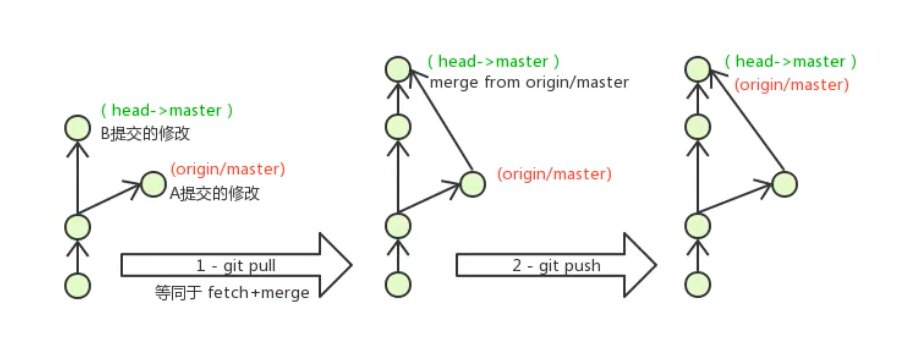 ( head->master )
B提交的修改
(origin/master)
A提交的修改
1 - git pull
等同于 fetch+merge
( head->master )
merge from origin/master
(origin/master)
2 - git push
( head->master )
(origin/master)